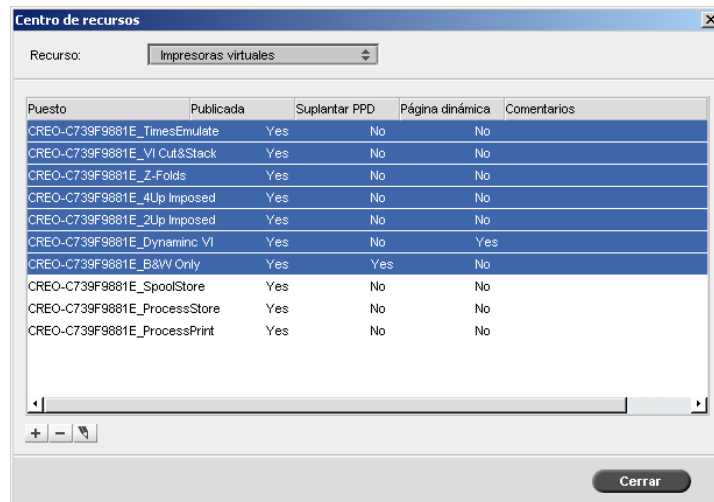 Centro de recursos
Recurso: Impresoras virtuales
Puesto Publicada Suplantar PPD Página dinámica Comentarios
CREO-C739F9881E_TimesEmulate Yes No No
CREO-C739F9881E_VI Cut&Stack Yes No No
CREO-C739F9881E_Z-Folds Yes No No
CREO-C739F9881E_4Up Imposed Yes No No
CREO-C739F9881E_2Up Imposed Yes No No
CREO-C739F9881E_Dynaminc VI Yes No Yes
CREO-C739F9881E_B&W Only Yes Yes No
CREO-C739F9881E_SpoolStore Yes No No
CREO-C739F9881E_ProcessStore Yes No No
CREO-C739F9881E_ProcessPrint Yes No No
Cerrar